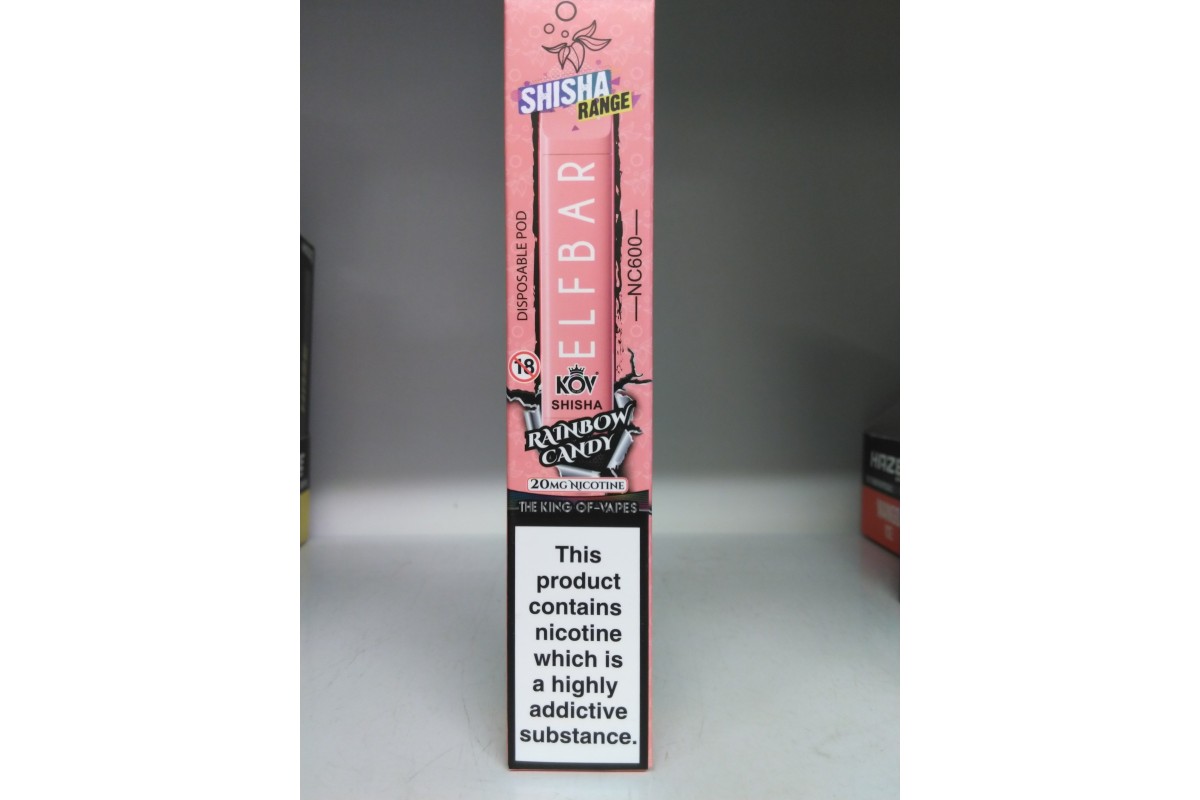 SHISHA
RANGE
ELFBAR
DISPOSABLE POD
NC600
18
KOV
SHISHA
RAINBOW
CANDY
20MG NICOTINE
THE KING OF-VAPES
This
product
contains
nicotine
which is
a highly
addictive
substance.
HAZE